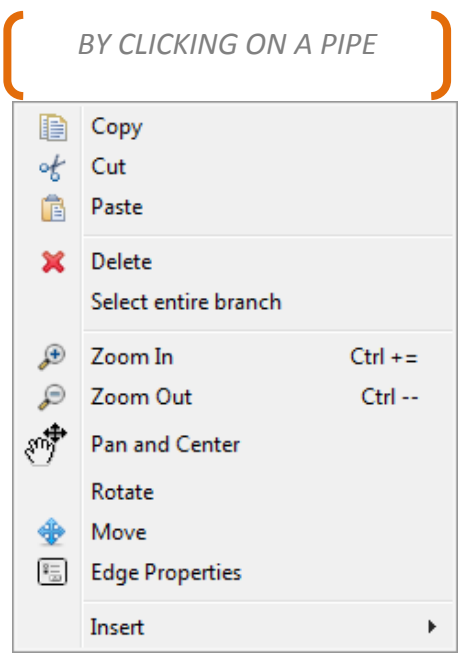 BY CLICKING ON A PIPE
Copy
Cut
Paste
Delete
Select entire branch
Zoom In Ctrl +=
Zoom Out Ctrl --
Pan and Center
Rotate
Move
Edge Properties
Insert